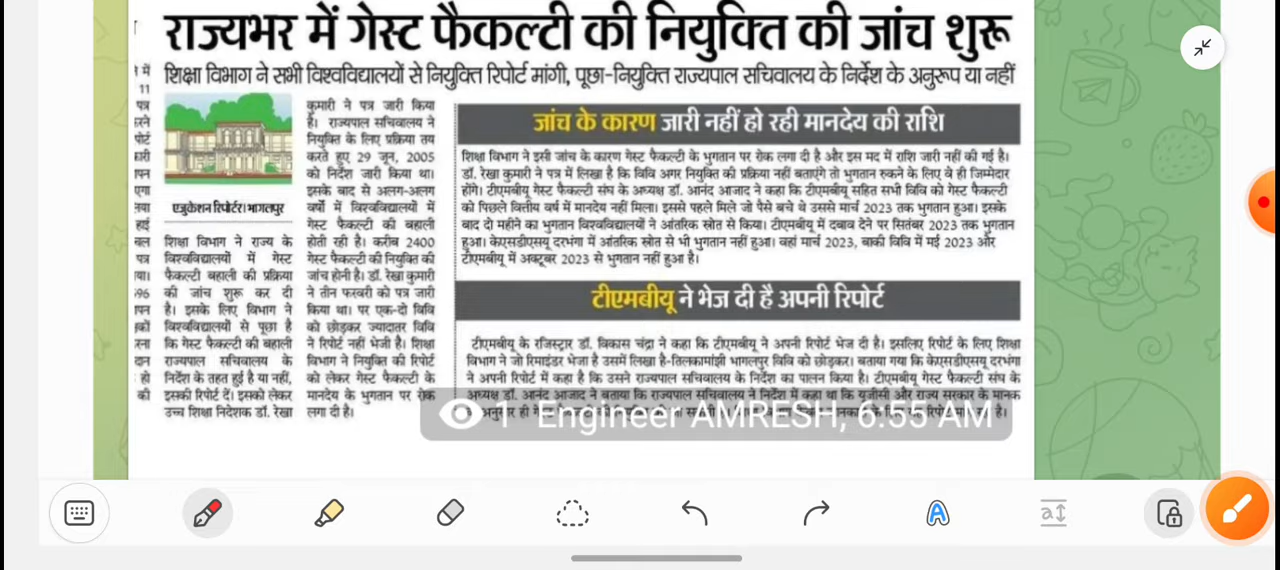 राज्यभर में गेस्ट फैकल्टी की नियुक्ति की जांच शुरू
शिक्षा विभाग ने सभी विश्वविद्यालयों से नियुक्ति रिपोर्ट मांगी, पूछा-नियुक्ति राज्यपाल सचिवालय के निर्देश के अनुरूप या नहीं
में
11
पत्र
एजुकेशन रिपोर्टर। भागलपुर
शिक्षा विभाग ने राज्य के
विश्वविद्यालयों में गेस्ट
फैकल्टी बहाली की प्रक्रिया
की जांच शुरू कर दी
है। इसके लिए विभाग ने
विश्वविद्यालयों से पूछा है
कि गेस्ट फैकल्टी की बहाली
राज्यपाल सचिवालय के
निर्देश के तहत हुई है या नहीं,
इसकी रिपोर्ट दें। इसको लेकर
उच्च शिक्षा निदेशक डॉ. रेखा
कुमारी ने पत्र जारी किया
है। राज्यपाल सचिवालय ने
नियुक्ति के लिए प्रक्रिया तय
करते हुए 29 जून, 2005
को निर्देश जारी किया था।
इसके बाद से अलग-अलग
वर्षों में विश्वविद्यालयों में
गेस्ट फैकल्टी की बहाली
होती रही है। करीब 2400
गेस्ट फैकल्टी की नियुक्ति की
जांच होनी है। डॉ. रेखा कुमारी
ने तीन फरवरी को पत्र जारी
किया था। पर एक-दो विवि
को छोड़कर ज्यादातर विवि
ने रिपोर्ट नहीं भेजी है। शिक्षा
विभाग ने नियुक्ति की रिपोर्ट
को लेकर गेस्ट फैकल्टी के
मानदेय के भुगतान पर रोक
लगा दी है।
जांच के कारण जारी नहीं हो रही मानदेय की राशि
शिक्षा विभाग ने इसी जांच के कारण गेस्ट फैकल्टी के भुगतान पर रोक लगा दी है और इस मद में राशि जारी नहीं की गई है।
डॉ. रेखा कुमारी ने पत्र में लिखा है कि विवि अगर नियुक्ति की प्रक्रिया नहीं बताएंगे तो भुगतान रुकने के लिए वे ही जिम्मेदार
होंगे। टीएमबीयू गेस्ट फैकल्टी संघ के अध्यक्ष डॉ. आनंद आजाद ने कहा कि टीएमबीयू सहित सभी विवि को गेस्ट फैकल्टी
को पिछले वित्तीय वर्ष में मानदेय नहीं मिला। इससे पहले मिले जो पैसे बचे थे उससे मार्च 2023 तक भुगतान हुआ। इसके
बाद दो महीने का भुगतान विश्वविद्यालयों ने आंतरिक स्रोत से किया। टीएमबीयू में दबाव देने पर सितंबर 2023 तक भुगतान
हुआ। केएसडीएसयू दरभंगा में आंतरिक स्रोत से भी भुगतान नहीं हुआ। वहां मार्च 2023, बाकी विवि में मई 2023 और
टीएमबीयू में अक्टूबर 2023 से भुगतान नहीं हुआ है।
टीएमबीयू ने भेज दी है अपनी रिपोर्ट
टीएमबीयू के रजिस्ट्रार डॉ. विकास चंद्रा ने कहा कि टीएमबीयू ने अपनी रिपोर्ट भेज दी है। इसलिए रिपोर्ट के लिए शिक्षा
विभाग ने जो रिमाइंडर भेजा है उसमें लिखा है-तिलकामांझी भागलपुर विवि को छोड़कर। बताया गया कि केएसडीएसयू दरभंगा
ने अपनी रिपोर्ट में कहा है कि उसने राज्यपाल सचिवालय के निर्देश का पालन किया है। टीएमबीयू गेस्ट फैकल्टी संघ के
अध्यक्ष डॉ. आनंद आजाद ने बताया कि राज्यपाल सचिवालय ने निर्देश में कहा था कि यूजीसी और राज्य सरकार के मानक
1 Engineer AMRESH, 6:55 AM